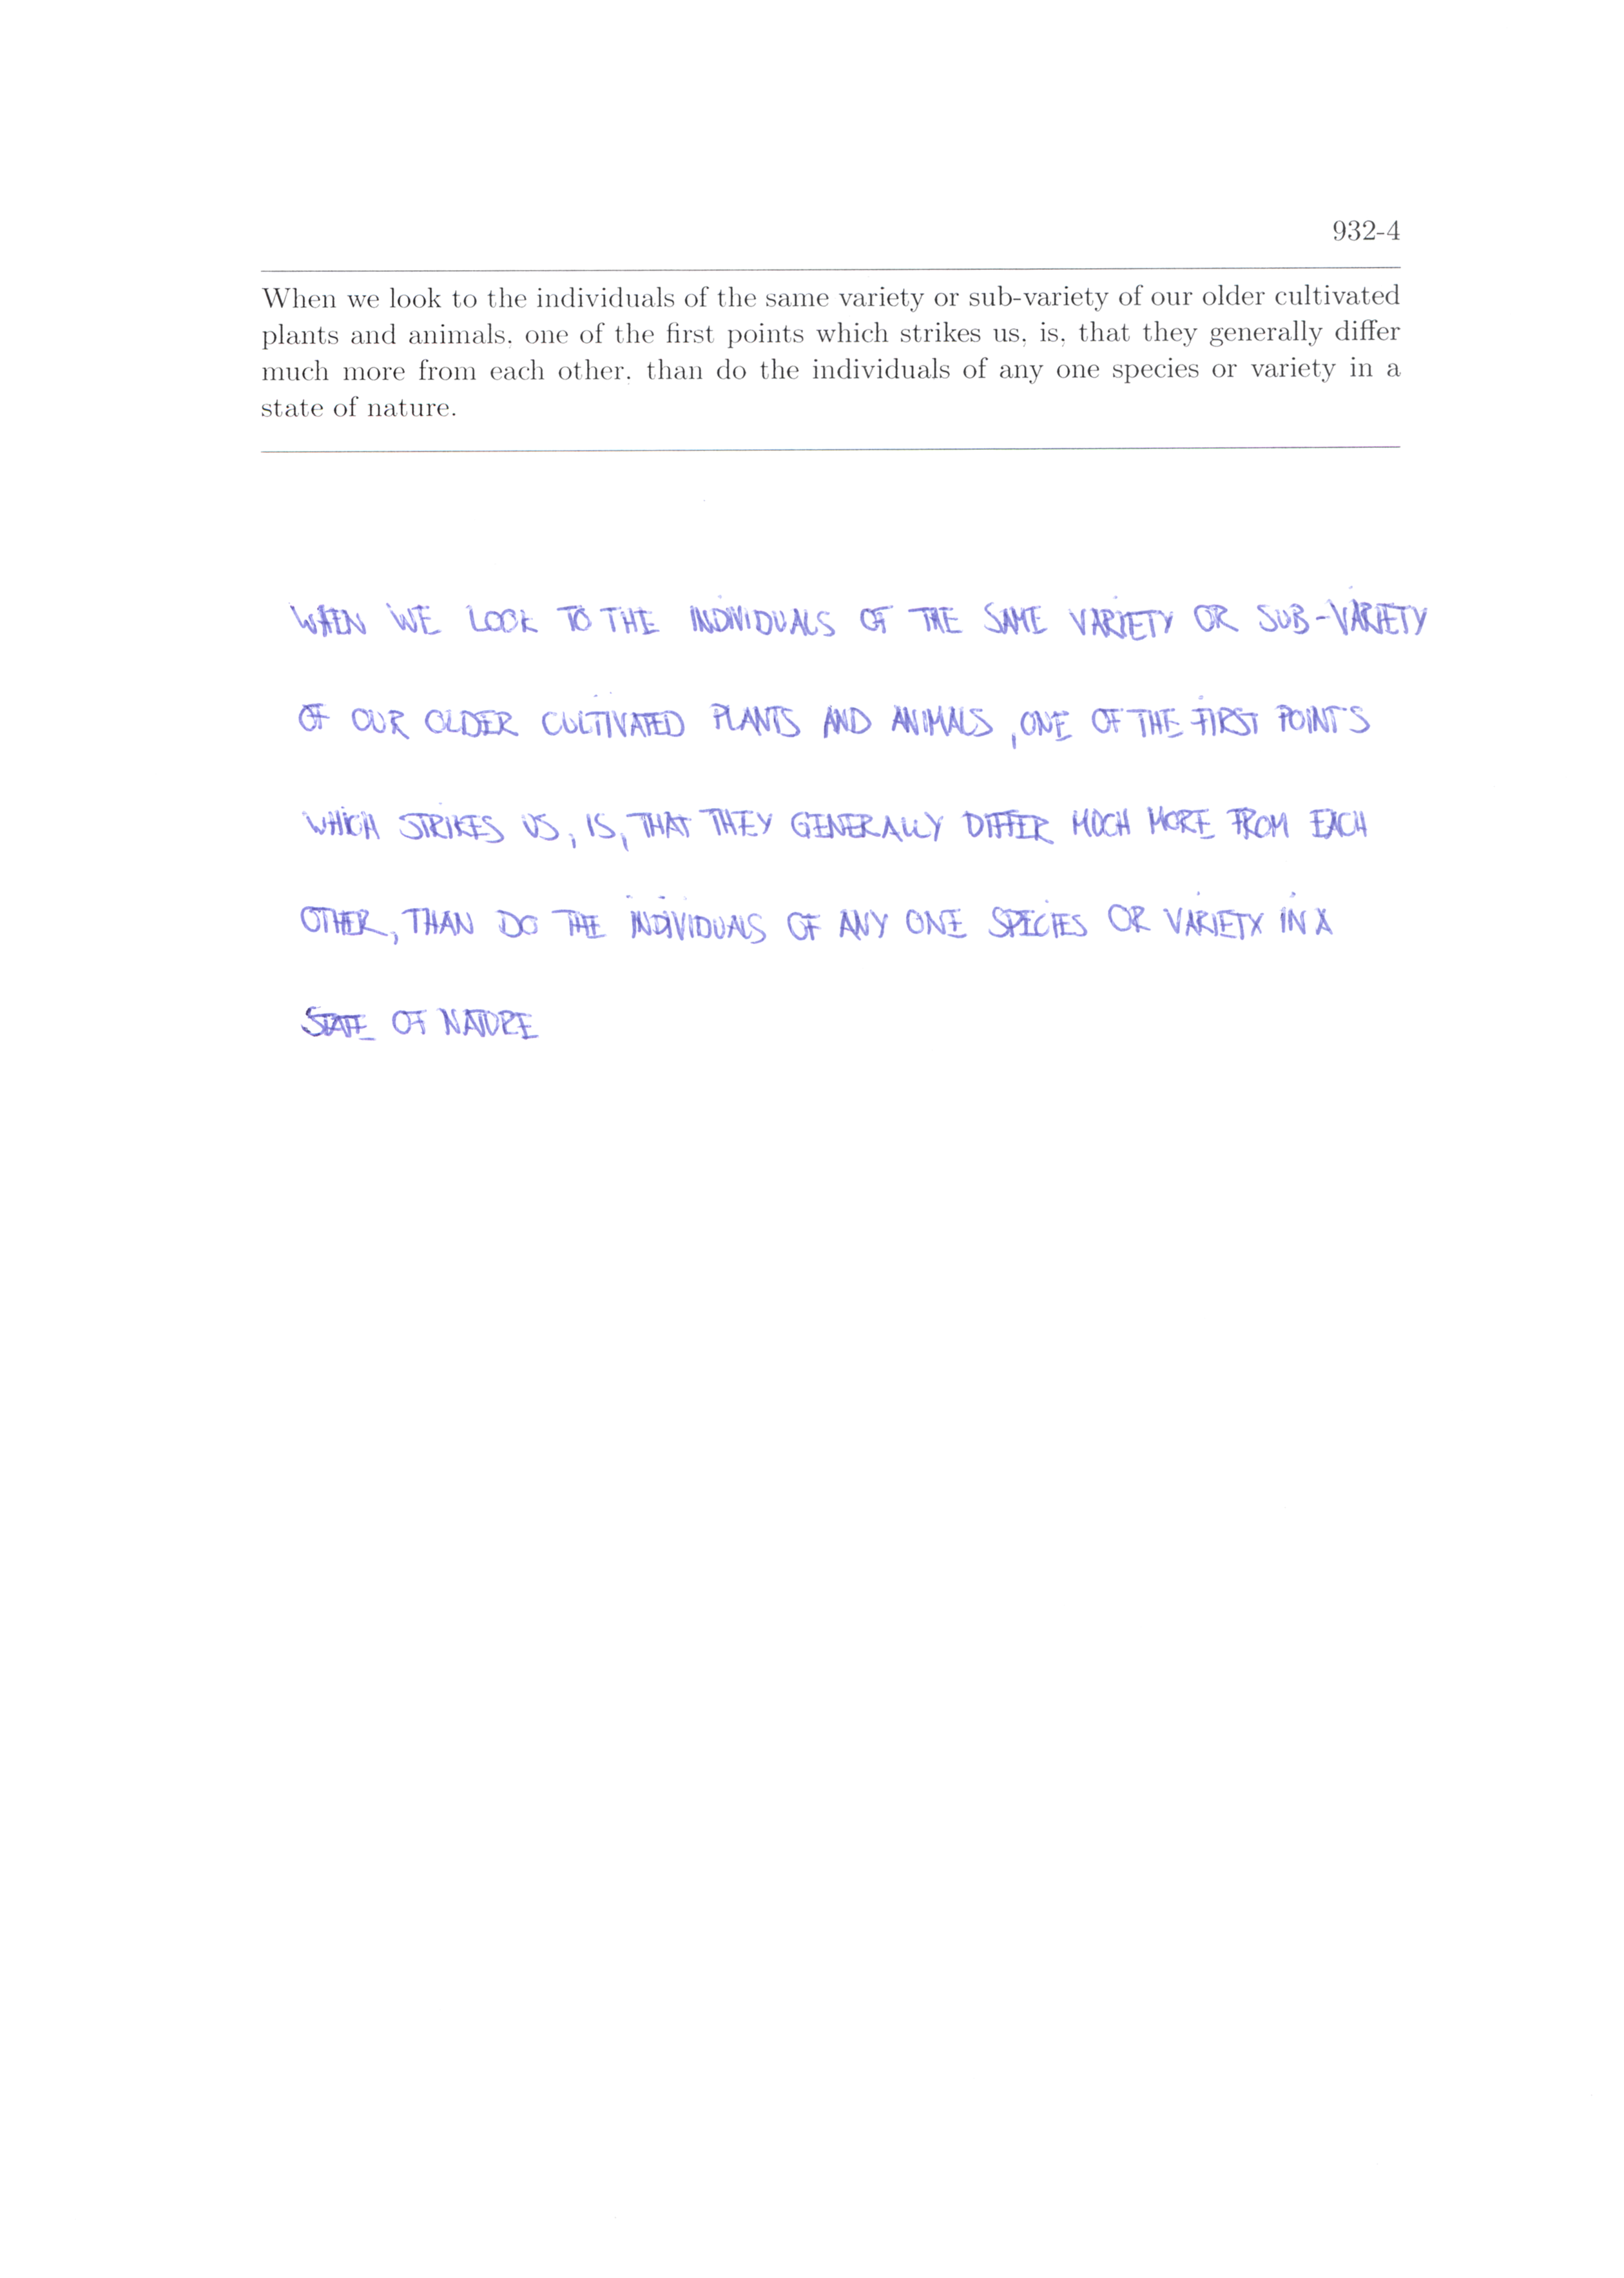 932-4
When we look to the individuals of the same variety or sub-variety of our older cultivated
plants and animals, one of the first points which strikes us, is, that they generally differ
much more from each other, than do the individuals of any one species or variety in a
state of nature.
WHEN WE LOOK TO THE INDIVIDUALS OF THE SAME VARIETY OR SUB-VARIETY
OF OUR OLDER CULTIVATED PLANTS AND ANIMALS, ONE OF THE FIRST POINTS
WHICH STRIKES US, IS, THAT THEY GENERALLY DIFFER MUCH MORE FROM EACH
OTHER, THAN DO THE INDIVIDUALS OF ANY ONE SPECIES OR VARIETY IN A
STATE OF NATURE